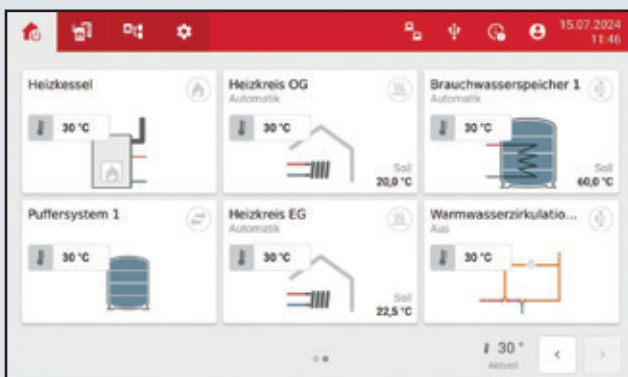 15.07.2024
11:46
Heizkessel
30 °C
Heizkreis OG
Automatik
30 °C
Soll
20,0 °C
Brauchwasserspeicher 1
Automatik
30 °C
Soll
60,0 °C
Puffersystem 1
30 °C
Heizkreis EG
Automatik
30 °C
Soll
22,5 °C
Warmwasserzirkulatio...
Aus
30 °C
30 °
Aktuell